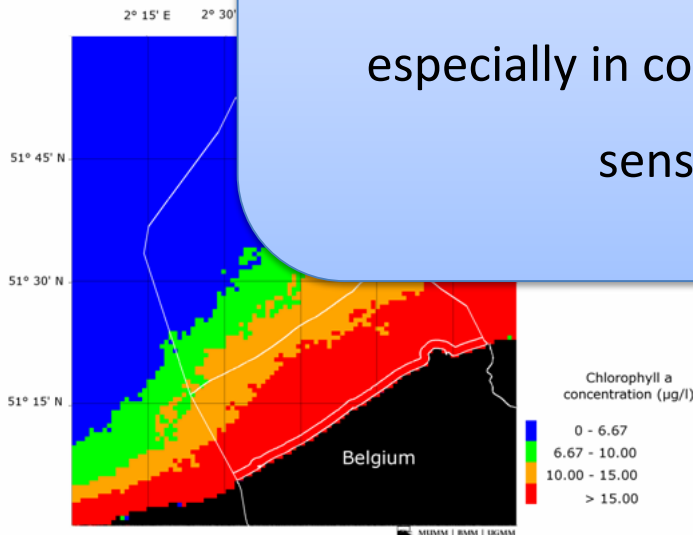 2° 15' E 2° 30'
especially in co
sens
51° 45' N
51° 30' N
51° 15' N
Belgium
Chlorophyll a
concentration (µg/l)
0 - 6.67
6.67 - 10.00
10.00 - 15.00
> 15.00
MUMM | BMM | UGMM